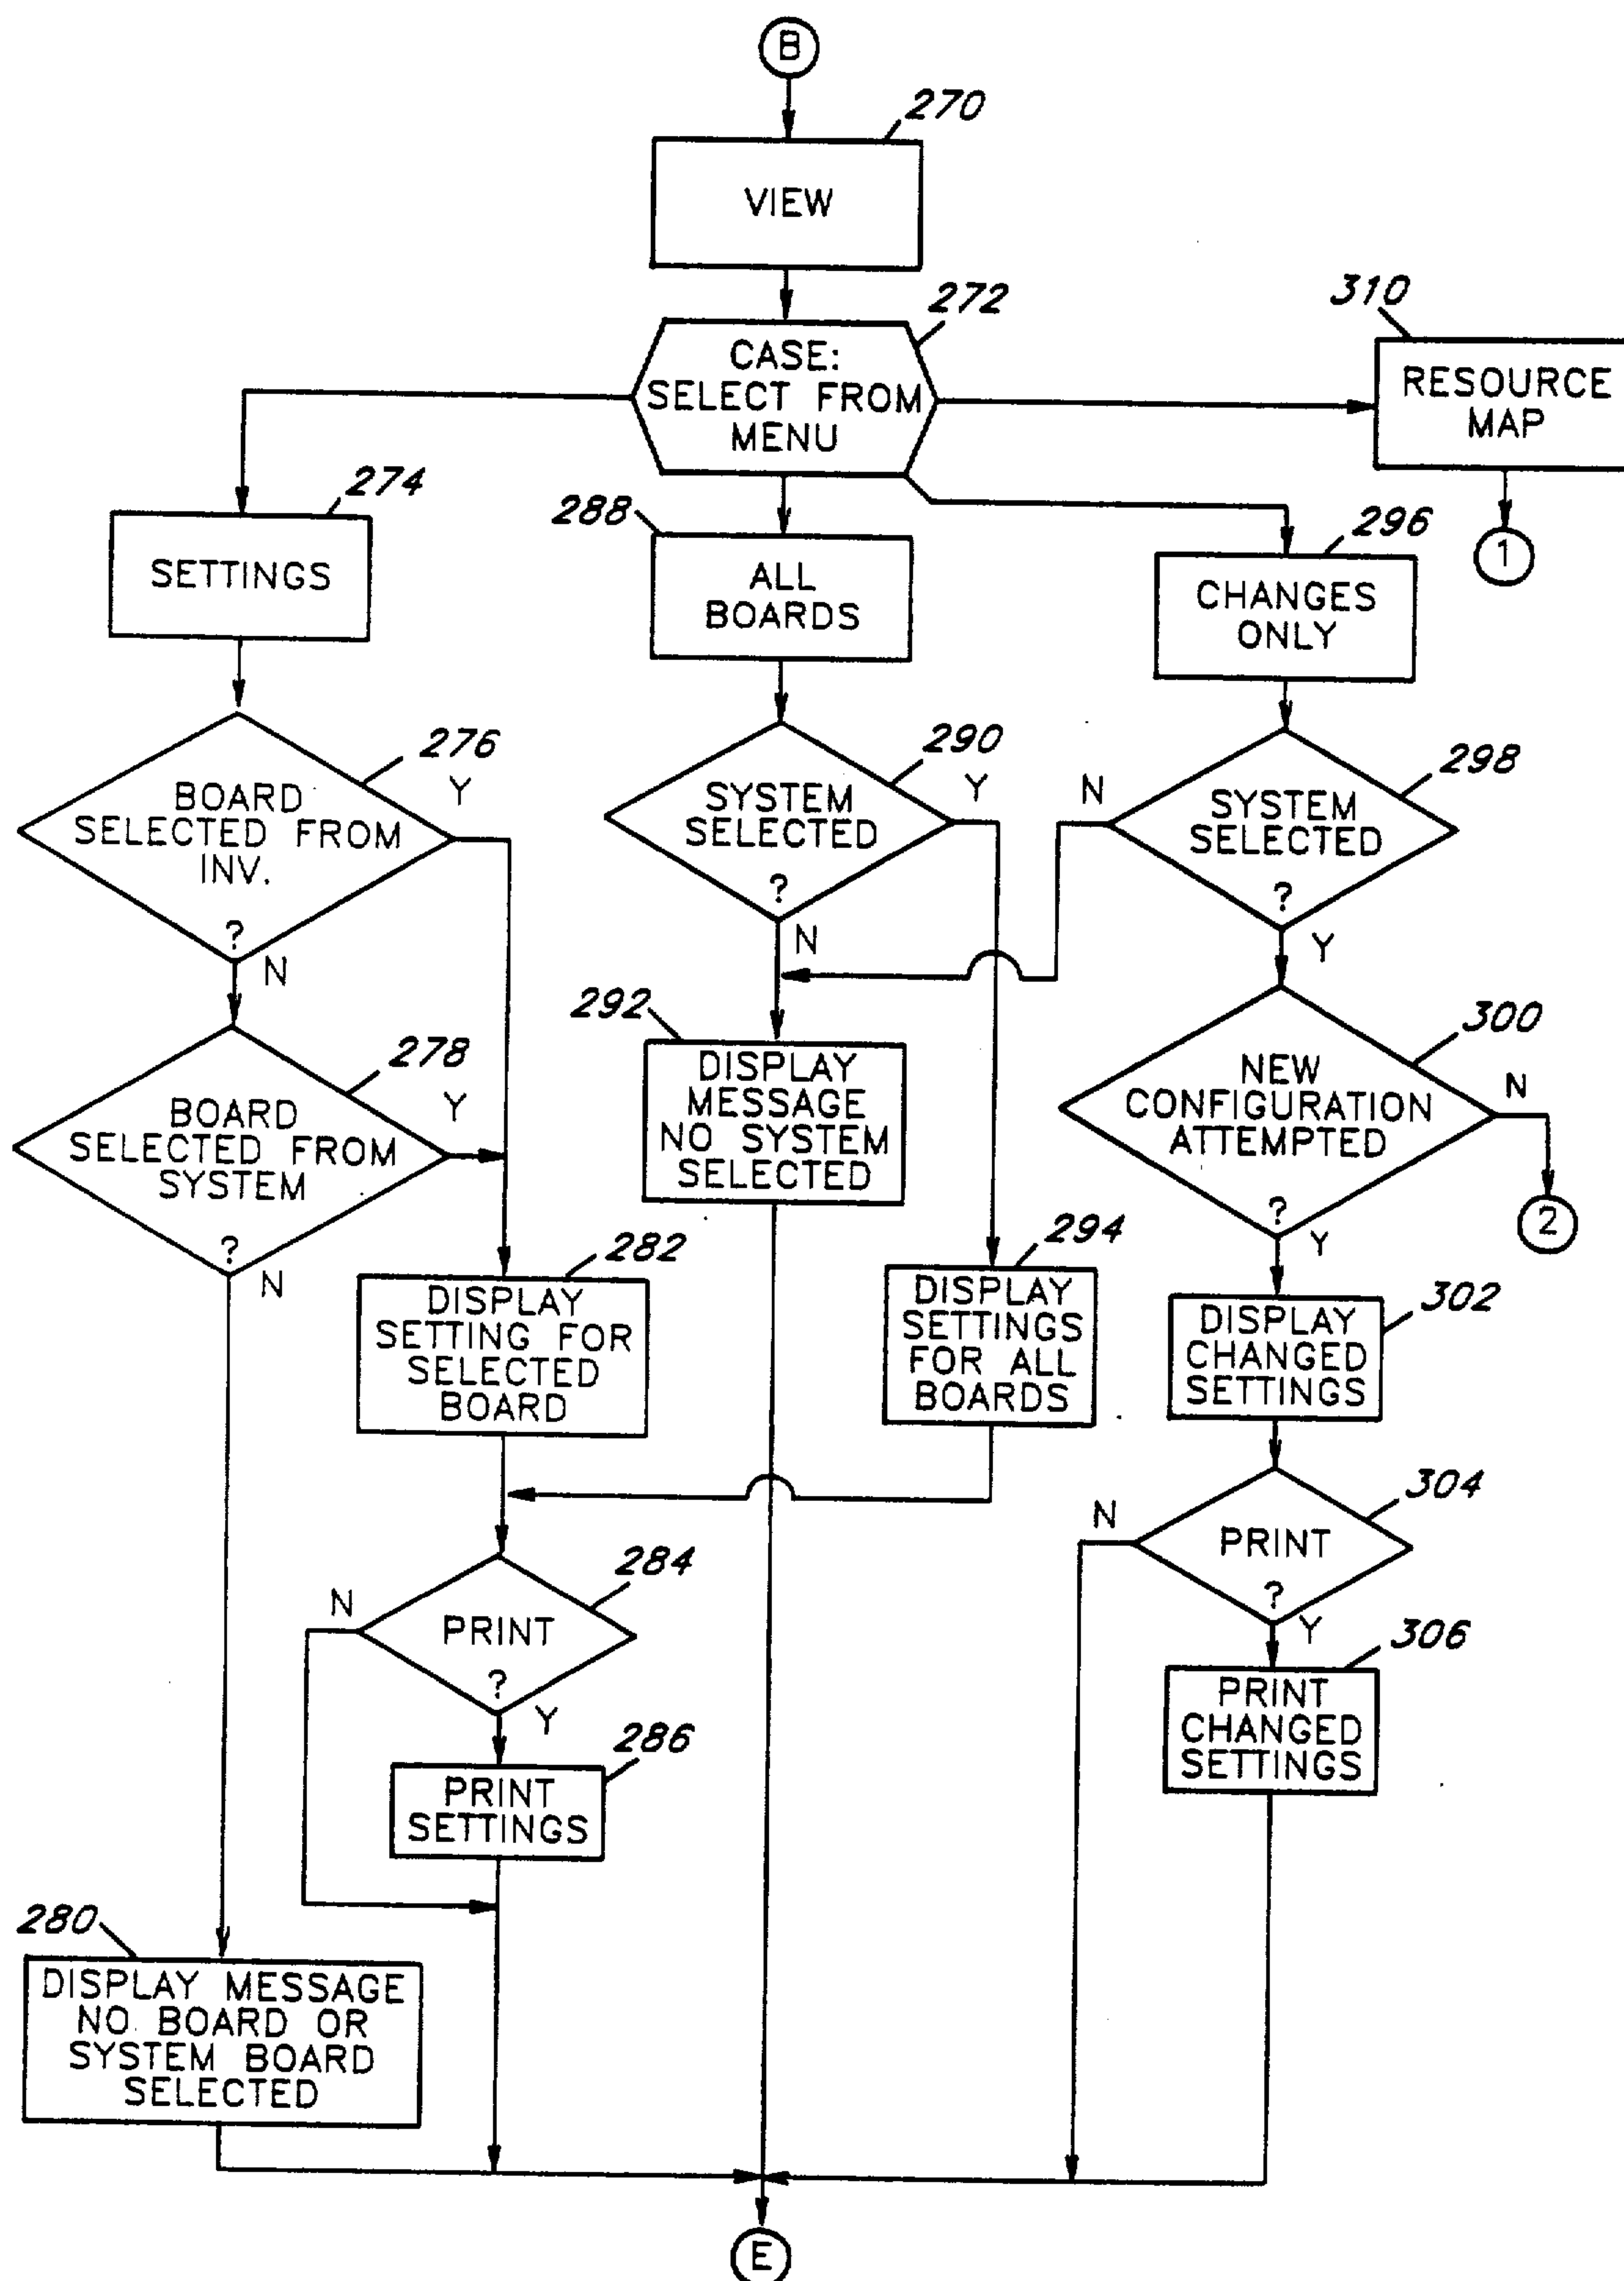 B
270
VIEW
272
CASE:
SELECT FROM
MENU
310
RESOURCE
MAP
1
274
SETTINGS
288
ALL
BOARDS
296
CHANGES
ONLY
276
Y
BOARD
SELECTED FROM
INV.
?
N
290
Y
SYSTEM
SELECTED
?
N
298
N
SYSTEM
SELECTED
?
Y
278
Y
BOARD
SELECTED FROM
SYSTEM
?
N
292
DISPLAY
MESSAGE
NO SYSTEM
SELECTED
300
N
NEW
CONFIGURATION
ATTEMPTED
?
Y
2
282
DISPLAY
SETTING FOR
SELECTED
BOARD
294
DISPLAY
SETTINGS
FOR ALL
BOARDS
302
DISPLAY
CHANGED
SETTINGS
284
N
PRINT
?
Y
304
N
PRINT
?
Y
286
PRINT
SETTINGS
306
PRINT
CHANGED
SETTINGS
280
DISPLAY MESSAGE
NO BOARD OR
SYSTEM BOARD
SELECTED
E